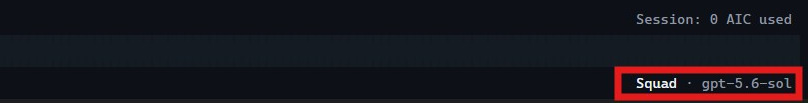 Session: 0 AIC used
Squad · gpt-5.6-sol